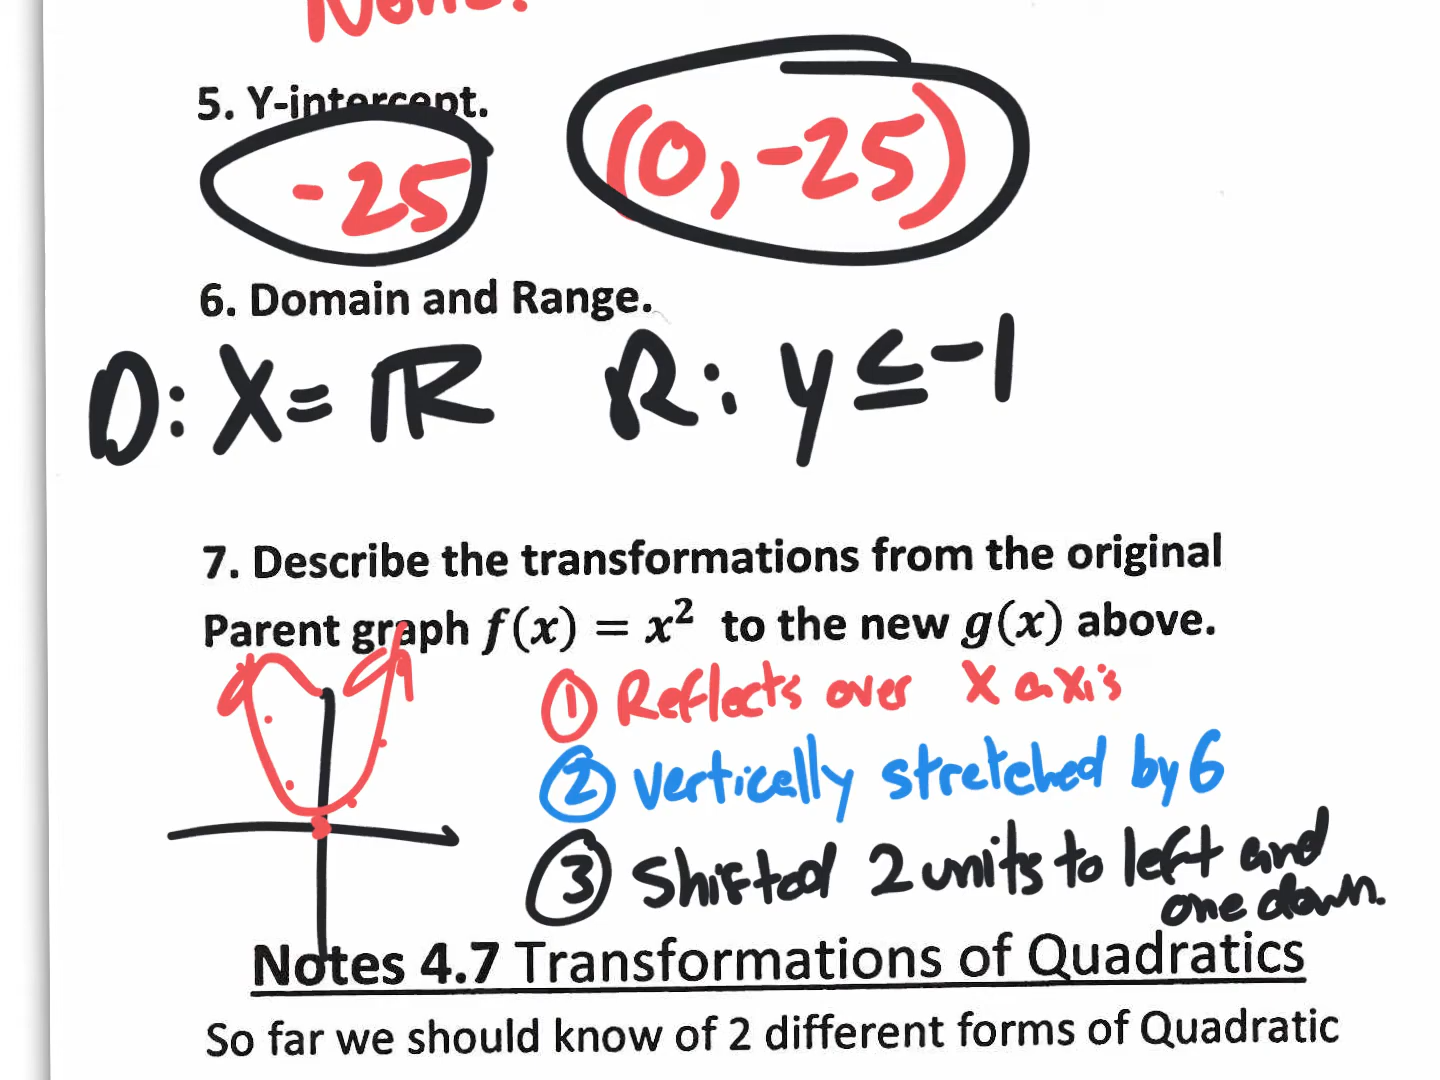 None.
5. Y-intercept.
-25 (0, -25)
6. Domain and Range.
D: X = ℝ R: y ≤ -1
7. Describe the transformations from the original
Parent graph f(x) = x² to the new g(x) above.
① Reflects over X axis
② Vertically stretched by 6
③ Shifted 2 units to left and
one down.
Notes 4.7 Transformations of Quadratics
So far we should know of 2 different forms of Quadratic